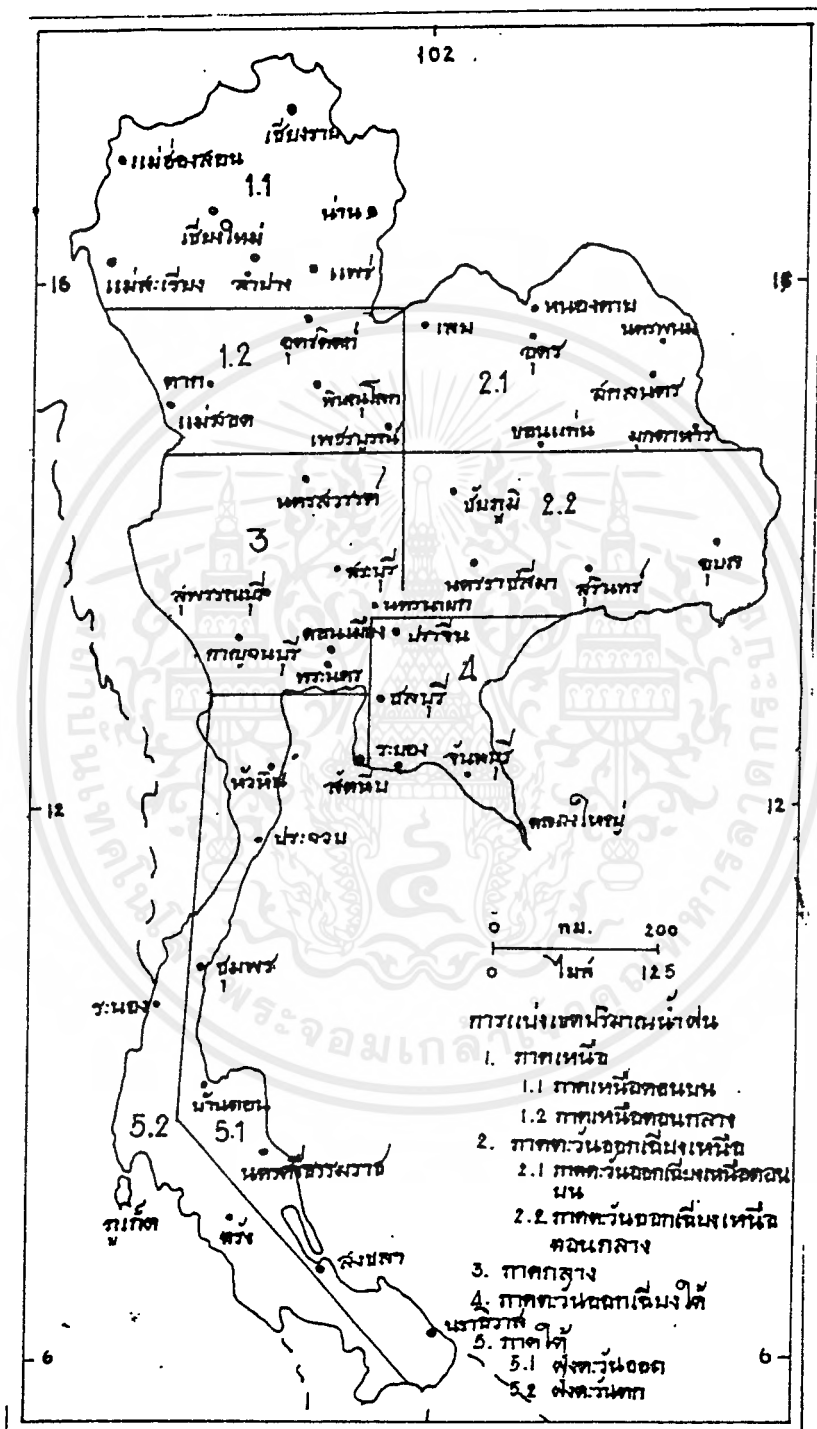 102
เชียงราย
แม่ฮ่องสอน
1.1
น่าน
เชียงใหม่
แม่สะเรียง
ลำปาง
แพร่
18
18
หนองคาย
อุตรดิตถ์
เลย
นครพนม
1.2
อุดร
ตาก
2.1
สกลนคร
พิษณุโลก
แม่สอด
เพชรบูรณ์
ขอนแก่น
มุกดาหาร
นครสวรรค์
ชัยภูมิ
2.2
3
สระบุรี
อุบล
สุพรรณบุรี
นครราชสีมา
สุรินทร์
นครนายก
ดอนเมือง
ปราจีน
กาญจนบุรี
พระนคร
4
ชลบุรี
ระยอง
จันทบุรี
หัวหิน
สัตหีบ
12
12
คลองใหญ่
ประจวบ
0 กม. 200
0 ไมล์ 125
ชุมพร
ระนอง
การแบ่งเขตปริมาณน้ำฝน
1. ภาคเหนือ
1.1 ภาคเหนือตอนบน
1.2 ภาคเหนือตอนกลาง
2. ภาคตะวันออกเฉียงเหนือ
2.1 ภาคตะวันออกเฉียงเหนือตอน
บน
2.2 ภาคตะวันออกเฉียงเหนือ
ตอนกลาง
3. ภาคกลาง
4. ภาคตะวันออกเฉียงใต้
5. ภาคใต้
5.1 ฝั่งตะวันออก
5.2 ฝั่งตะวันตก
บ้านดอน
5.2
5.1
นครศรีธรรมราช
ภูเก็ต
ตรัง
สงขลา
นราธิวาส
6
6